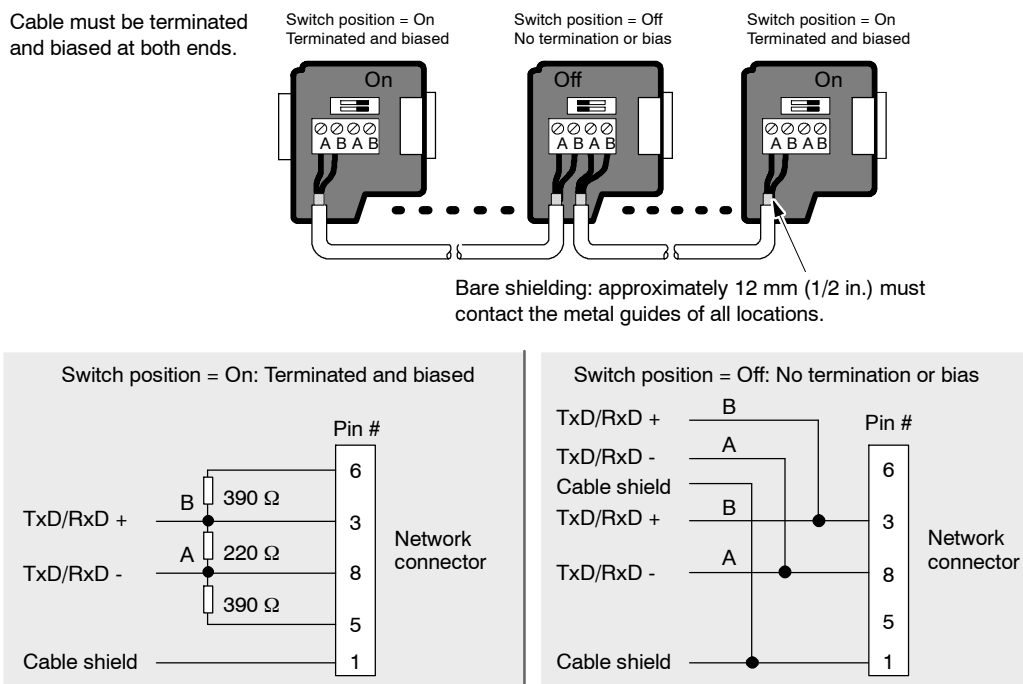 Cable must be terminated
and biased at both ends.
Switch position = On
Terminated and biased
Switch position = Off
No termination or bias
Switch position = On
Terminated and biased
On
Off
On
A B A B
A B A B
A B A B
Bare shielding: approximately 12 mm (1/2 in.) must
contact the metal guides of all locations.
Switch position = On: Terminated and biased
Pin #
6
390 Ω
B
TxD/RxD +
3
220 Ω
A
TxD/RxD -
8
390 Ω
5
Cable shield
1
Network
connector
Switch position = Off: No termination or bias
TxD/RxD +
B
Pin #
TxD/RxD -
A
6
Cable shield
TxD/RxD +
B
3
TxD/RxD -
A
8
5
Cable shield
1
Network
connector